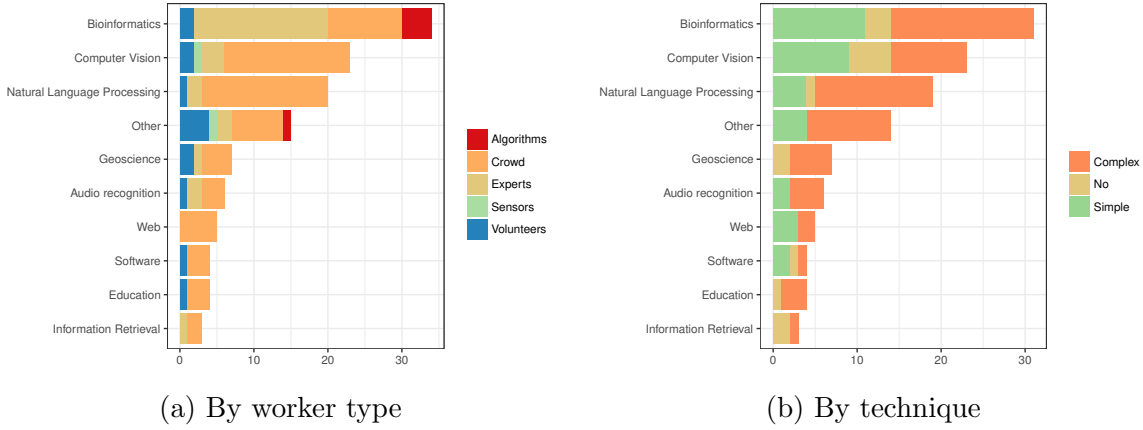 Bioinformatics
Computer Vision
Natural Language Processing
Other
Geoscience
Audio recognition
Web
Software
Education
Information Retrieval
0 10 20 30
Algorithms
Crowd
Experts
Sensors
Volunteers
(a) By worker type
Bioinformatics
Computer Vision
Natural Language Processing
Other
Geoscience
Audio recognition
Web
Software
Education
Information Retrieval
0 10 20 30
Complex
No
Simple
(b) By technique